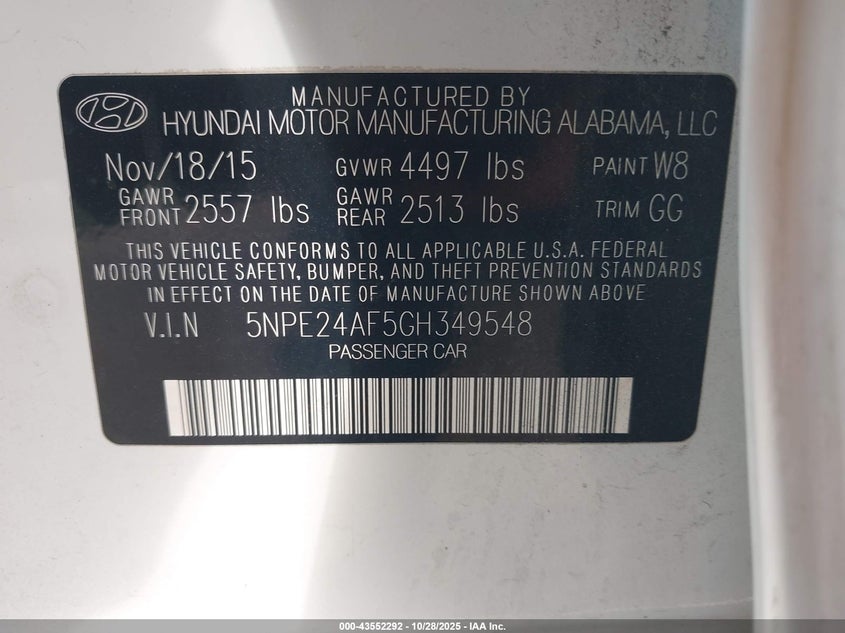 MANUFACTURED BY
HYUNDAI MOTOR MANUFACTURING ALABAMA, LLC
Nov/18/15 GVWR 4497 lbs PAINT W8
GAWR FRONT 2557 lbs GAWR REAR 2513 lbs TRIM GG
THIS VEHICLE CONFORMS TO ALL APPLICABLE U.S.A. FEDERAL
MOTOR VEHICLE SAFETY, BUMPER, AND THEFT PREVENTION STANDARDS
IN EFFECT ON THE DATE OF MANUFACTURE SHOWN ABOVE.
V.I.N 5NPE24AF5GH349548
PASSENGER CAR
000-43552292 - 10/28/2025 - IAA Inc.